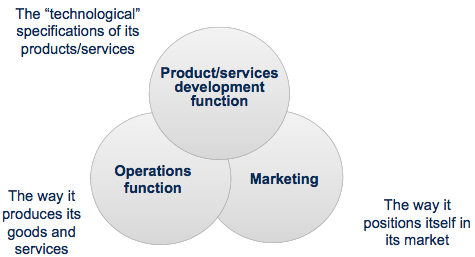 The “technological”
specifications of its
products/services
Product/services
development
function
Operations
function
Marketing
The way it
produces its
goods and
services
The way it
positions itself in
its market